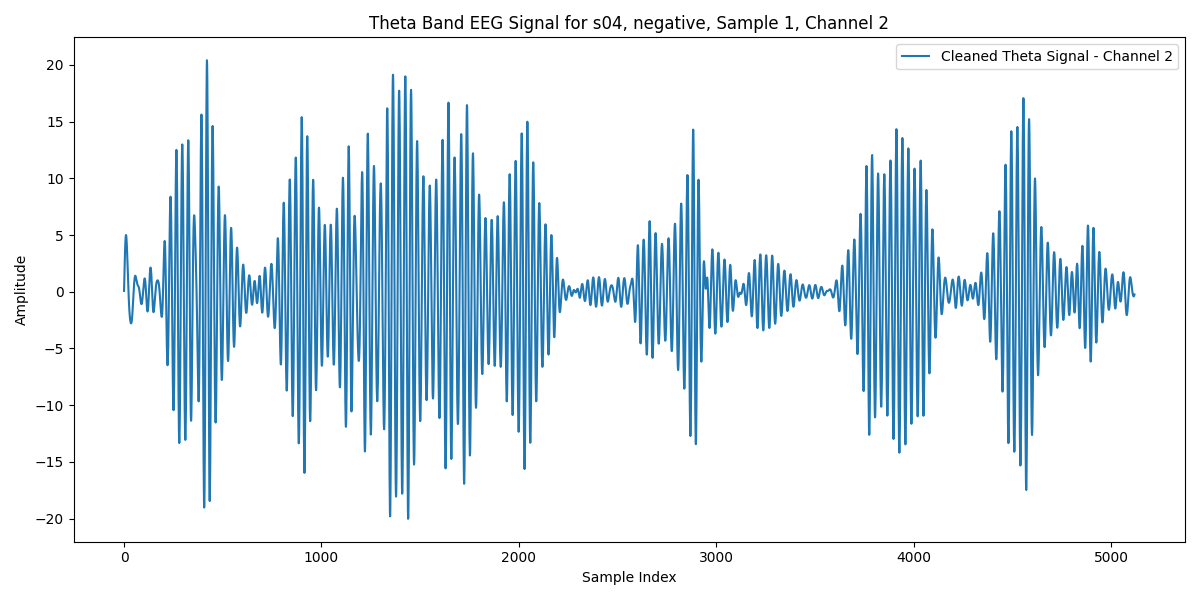 Theta Band EEG Signal for s04, negative, Sample 1, Channel 2
Cleaned Theta Signal - Channel 2
20
15
10
5
0
−5
−10
−15
−20
Amplitude
0 1000 2000 3000 4000 5000
Sample Index